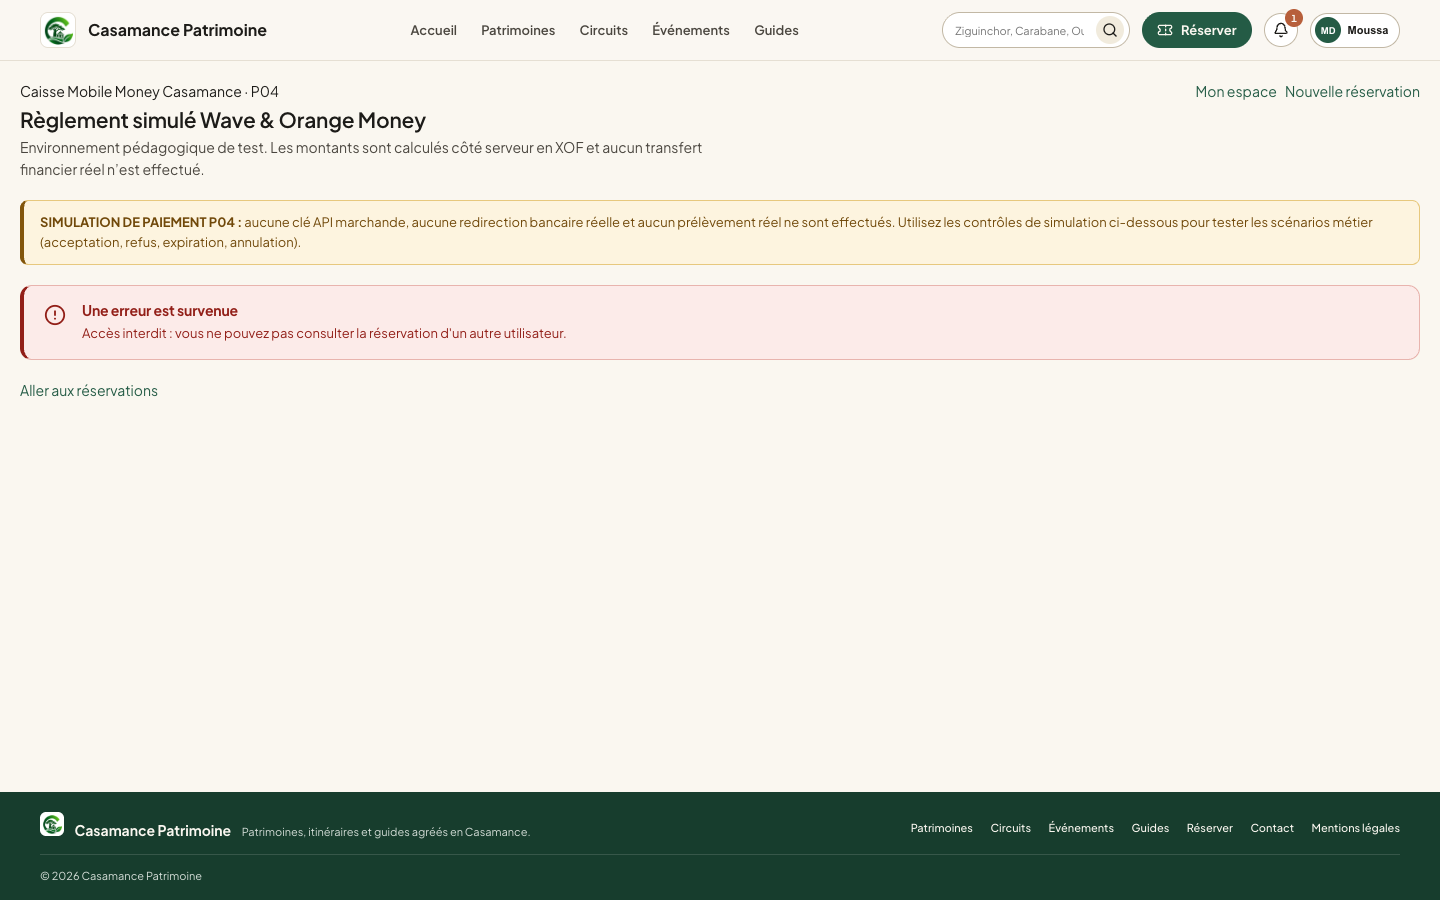 Casamance Patrimoine
Accueil Patrimoines Circuits Événements Guides
Ziguinchor, Carabane, Ou
Réserver
1
MD Moussa
Caisse Mobile Money Casamance · P04
Mon espace Nouvelle réservation
Règlement simulé Wave & Orange Money
Environnement pédagogique de test. Les montants sont calculés côté serveur en XOF et aucun transfert
financier réel n'est effectué.
SIMULATION DE PAIEMENT P04 : aucune clé API marchande, aucune redirection bancaire réelle et aucun prélèvement réel ne sont effectués. Utilisez les contrôles de simulation ci-dessous pour tester les scénarios métier
(acceptation, refus, expiration, annulation).
Une erreur est survenue
Accès interdit : vous ne pouvez pas consulter la réservation d'un autre utilisateur.
Aller aux réservations
Casamance Patrimoine Patrimoines, itinéraires et guides agréés en Casamance.
Patrimoines Circuits Événements Guides Réserver Contact Mentions légales
© 2026 Casamance Patrimoine